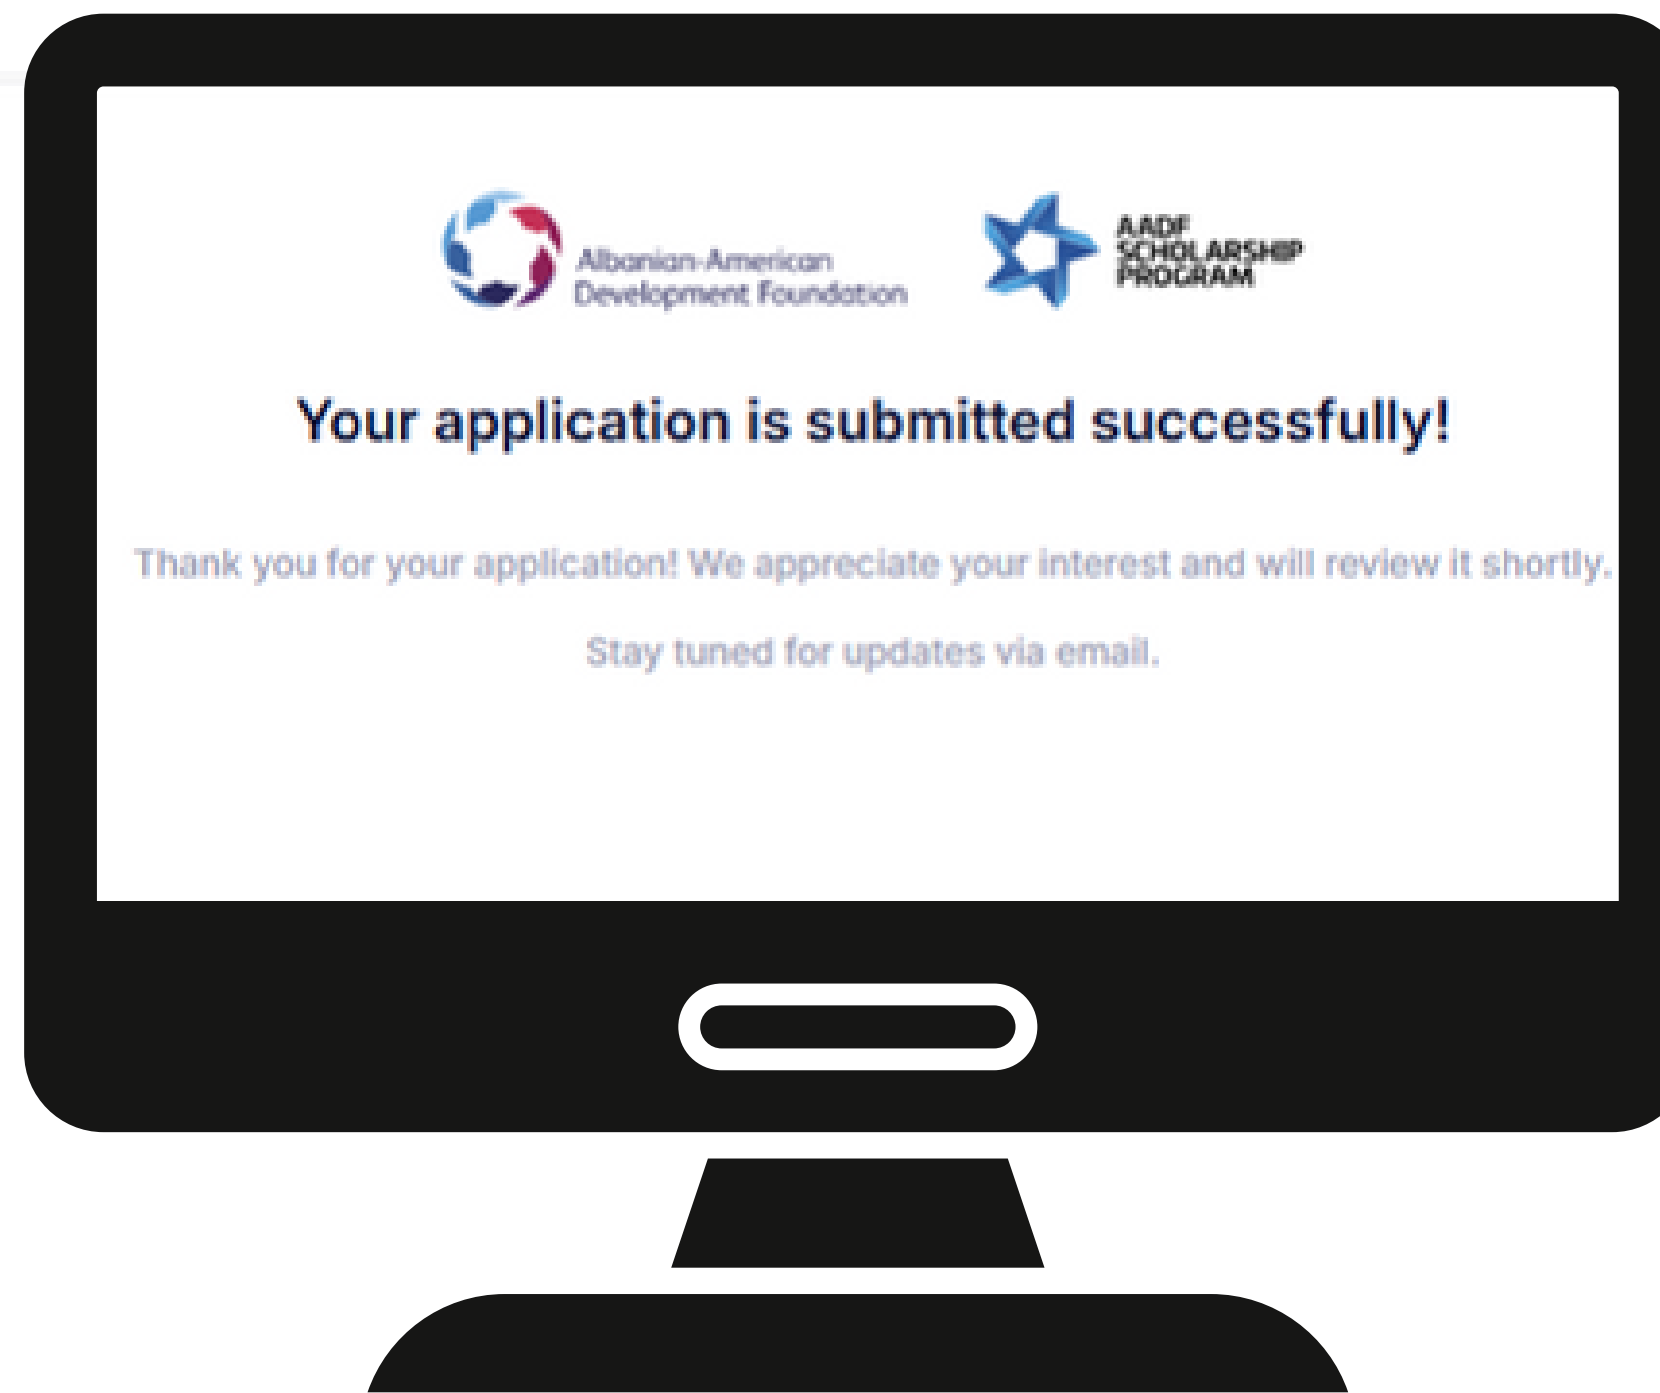 Albanian-American
Development Foundation
AADF
SCHOLARSHIP
PROGRAM
Your application is submitted successfully!
Thank you for your application! We appreciate your interest and will review it shortly.
Stay tuned for updates via email.